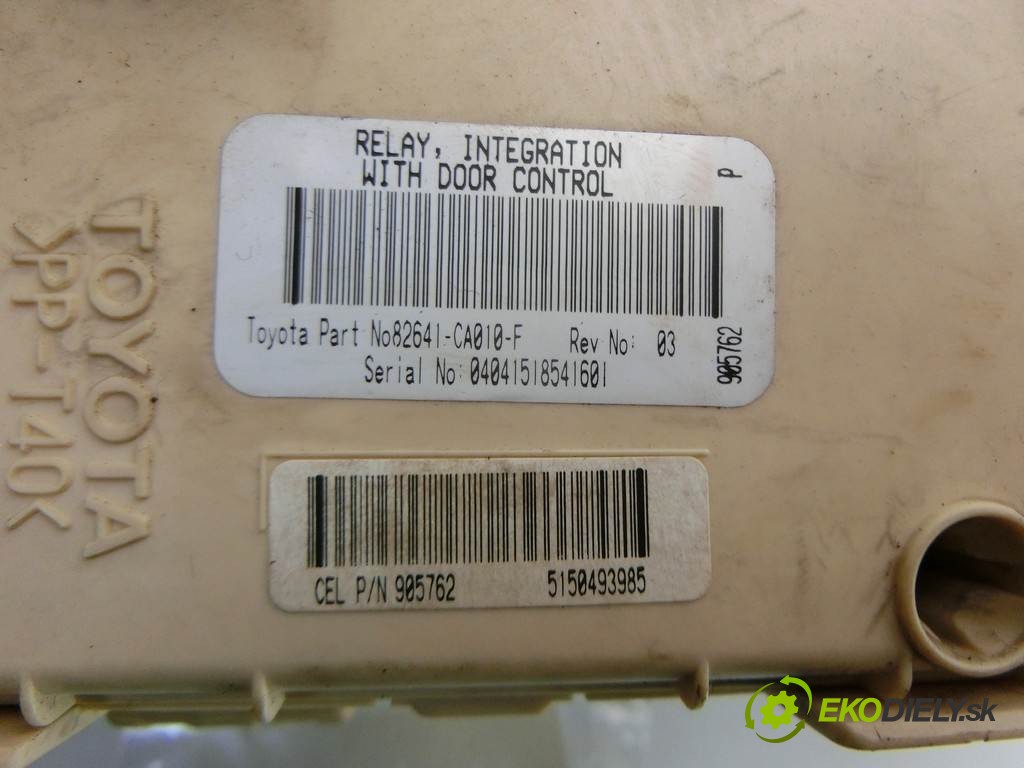 RELAY, INTEGRATION
WITH DOOR CONTROL
P
Toyota Part No82641-CA010-F Rev No: 03
Serial No: 04041518541601
905762
TOYOTA
>PP-T40K
CEL P/N 905762 5150493985
EKODIELY.sk